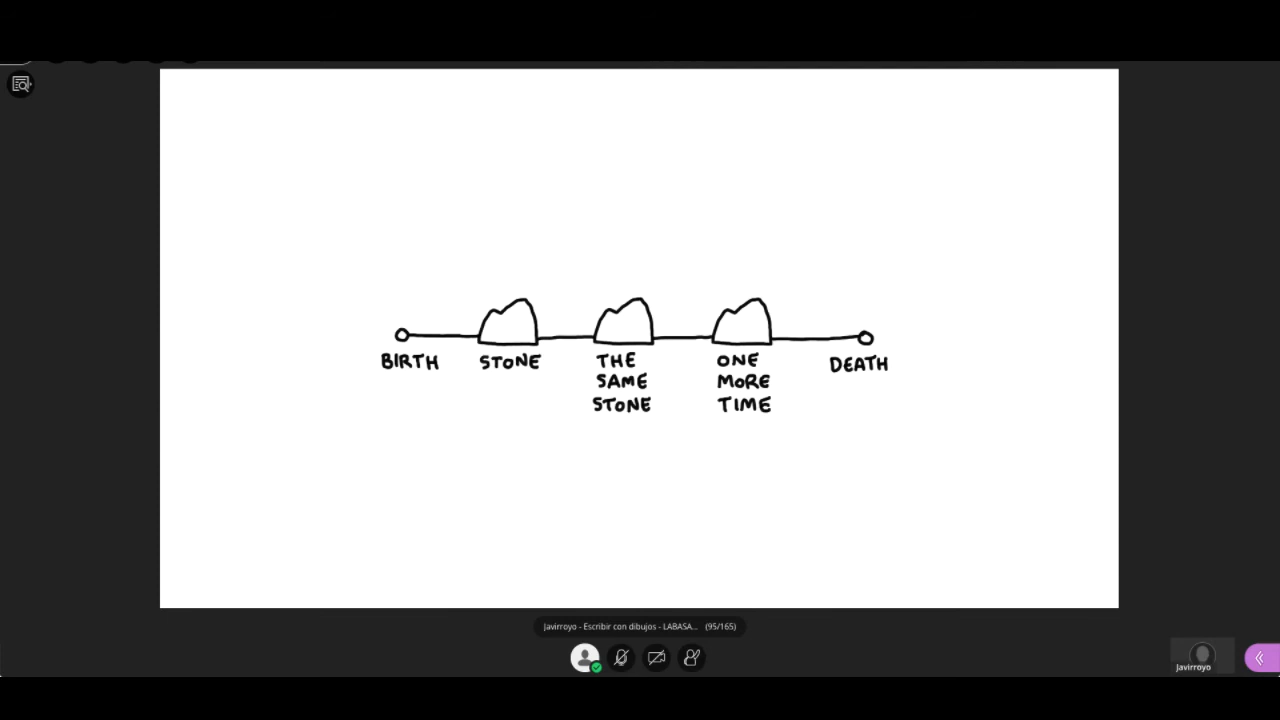 BIRTH
STONE
THE
SAME
STONE
ONE
MORE
TIME
DEATH
Javirroyo - Escribir con dibujos - LABASA... (95/165)
Javirroyo